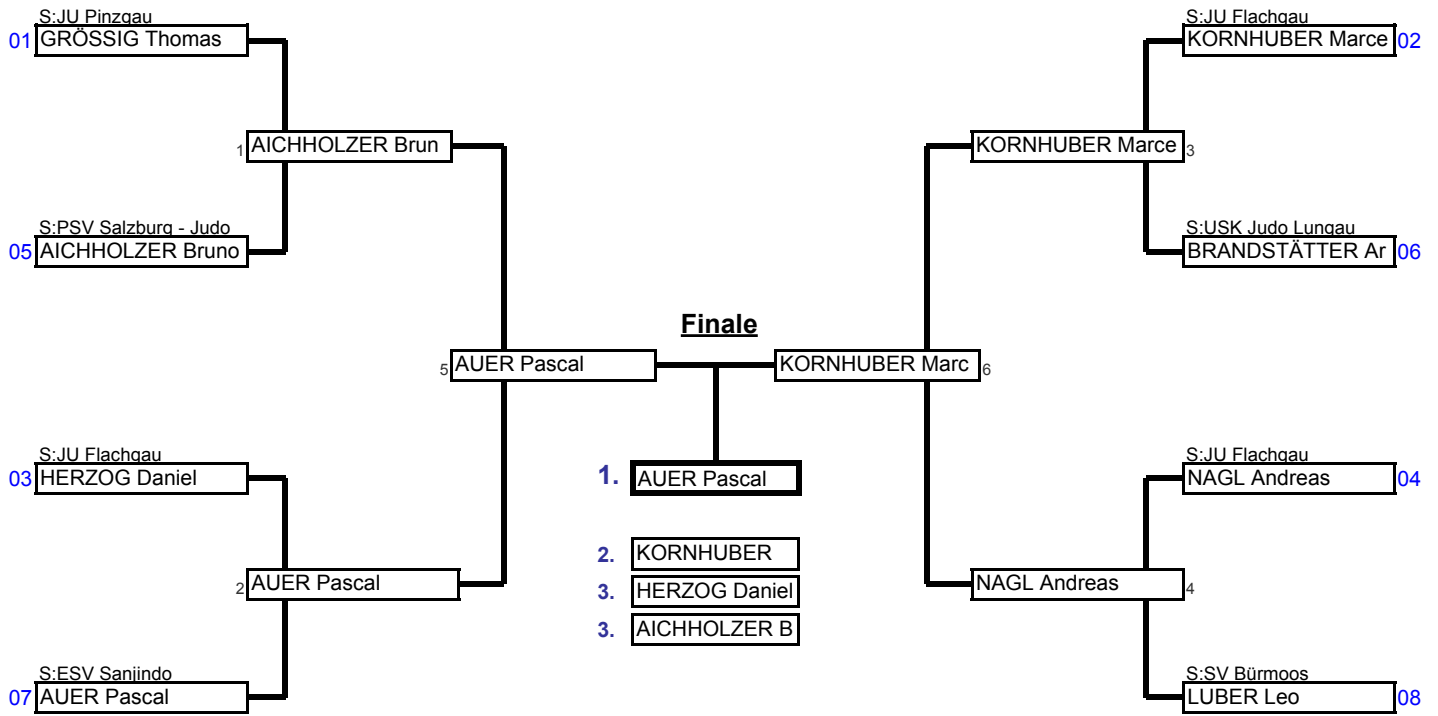 S:JU Pinzgau
01 GRÖSSIG Thomas
1 AICHHOLZER Brun
S:PSV Salzburg - Judo
05 AICHHOLZER Bruno
5 AUER Pascal
S:JU Flachgau
03 HERZOG Daniel
2 AUER Pascal
S:ESV Sanjindo
07 AUER Pascal
Finale
1. AUER Pascal
2. KORNHUBER
3. HERZOG Daniel
3. AICHHOLZER B
S:JU Flachgau
KORNHUBER Marce 02
KORNHUBER Marce 3
S:USK Judo Lungau
BRANDSTÄTTER Ar 06
KORNHUBER Marc 6
S:JU Flachgau
NAGL Andreas 04
NAGL Andreas 4
S:SV Bürmoos
LUBER Leo 08